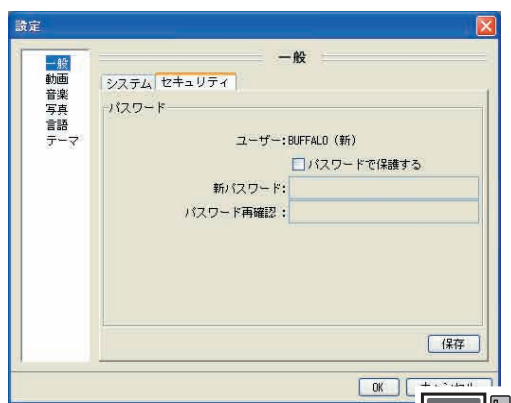 設定
一般
動画
音楽
写真
言語
テーマ
一般
システム
セキュリティ
パスワード
ユーザー:BUFFALO (新)
パスワードで保護する
新パスワード:
パスワード再確認 :
保存
OK